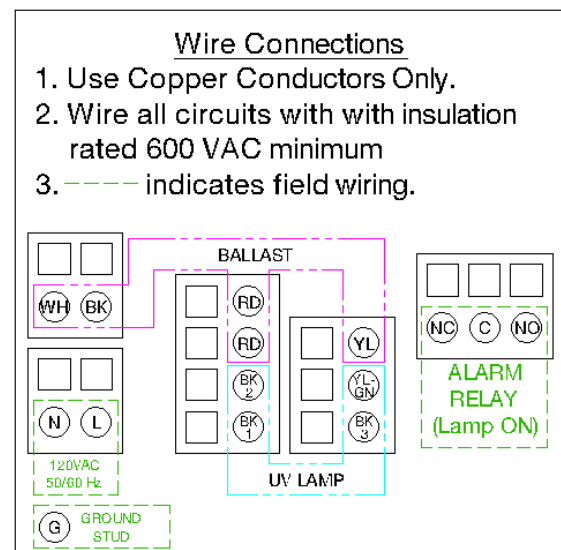 Wire Connections
1. Use Copper Conductors Only.
2. Wire all circuits with with insulation
rated 600 VAC minimum
3. ---- indicates field wiring.
BALLAST
WH BK
RD
RD
BK 2
BK 1
YL
YL-GN
BK 3
NC C NO
ALARM
RELAY
(Lamp ON)
N L
120VAC
50/60 Hz
UV LAMP
G GROUND
STUD